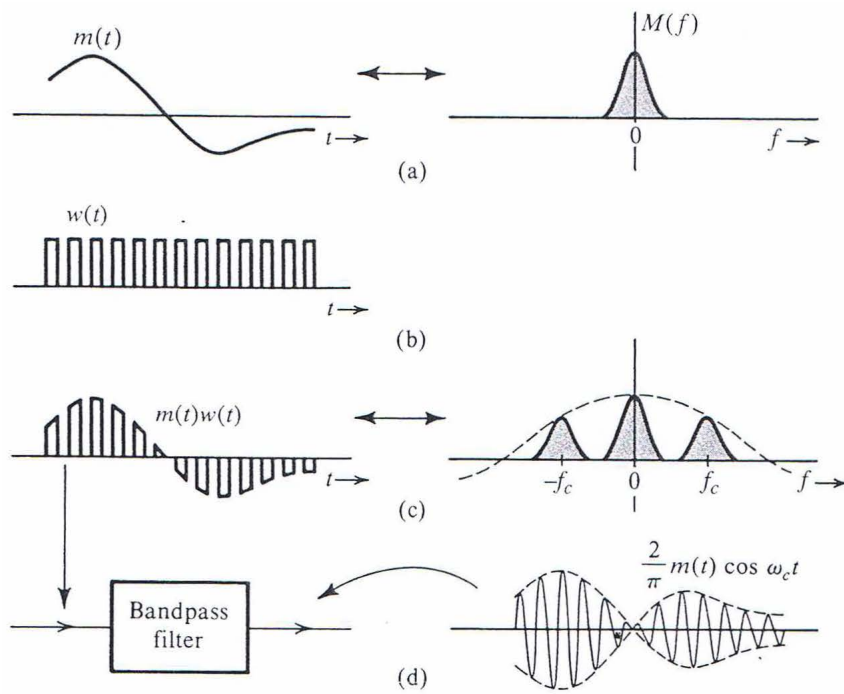 m(t)
M(f)
t→
0
f→
(a)
w(t)
t→
(b)
m(t)w(t)
t→
−f_c
0
f_c
f→
(c)
2/π m(t) cos ω_c t
Bandpass
filter
(d)